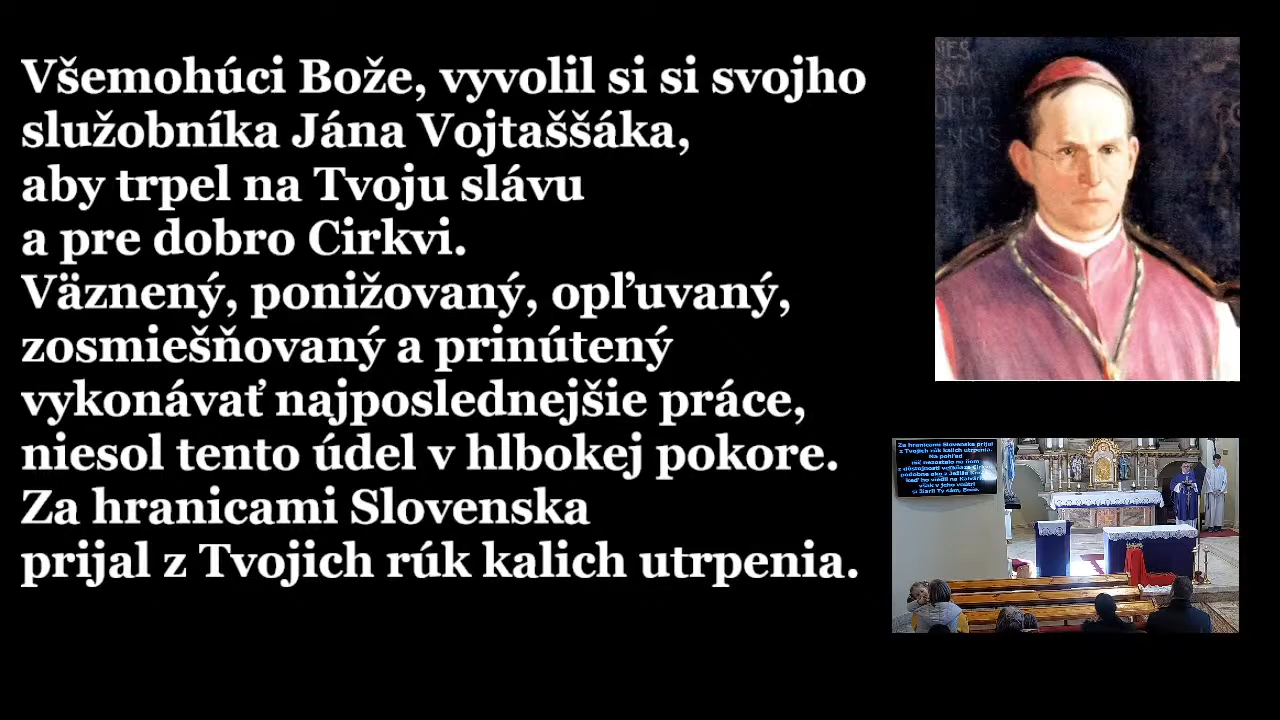 Všemohúci Bože, vyvolil si si svojho
služobníka Jána Vojtaššáka,
aby trpel na Tvoju slávu
a pre dobro Cirkvi.
Väznený, ponižovaný, opľuvaný,
zosmiešňovaný a prinútený
vykonávať najposlednejšie práce,
niesol tento údel v hlbokej pokore.
Za hranicami Slovenska
prijal z Tvojich rúk kalich utrpenia.
Za hranicami Slovenska prijal
z Tvojich rúk kalich utrpenia.
Na pohľad